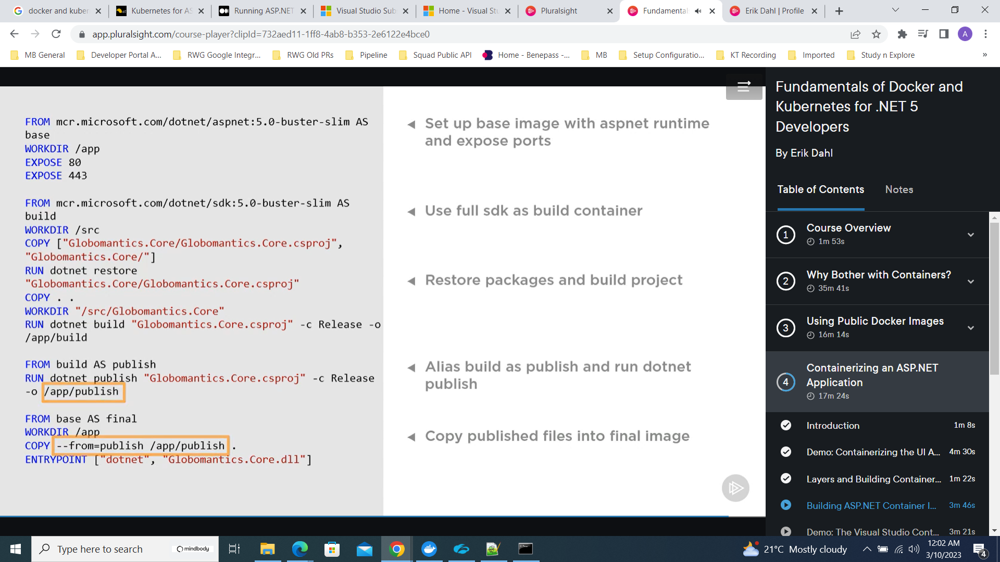 docker and kuber
Kubernetes for AS
Running ASP.NET
Visual Studio Sub
Home - Visual Stu
Pluralsight
Fundamental
Erik Dahl | Profile
app.pluralsight.com/course-player?clipId=732aed11-1ff8-4ab8-b353-2e6122e4bce0
A
MB General
Developer Portal A...
RWG Google Integr...
RWG Old PRs
Pipeline
Squad Public API
Home - Benepass -...
MB
Setup Configuratio...
KT Recording
Imported
Study n Explore
»
FROM mcr.microsoft.com/dotnet/aspnet:5.0-buster-slim AS
base
WORKDIR /app
EXPOSE 80
EXPOSE 443
FROM mcr.microsoft.com/dotnet/sdk:5.0-buster-slim AS
build
WORKDIR /src
COPY ["Globomantics.Core/Globomantics.Core.csproj",
"Globomantics.Core/"]
RUN dotnet restore
"Globomantics.Core/Globomantics.Core.csproj"
COPY . .
WORKDIR "/src/Globomantics.Core"
RUN dotnet build "Globomantics.Core.csproj" -c Release -o
/app/build
FROM build AS publish
RUN dotnet publish "Globomantics.Core.csproj" -c Release
-o /app/publish
FROM base AS final
WORKDIR /app
COPY --from=publish /app/publish .
ENTRYPOINT ["dotnet", "Globomantics.Core.dll"]
Set up base image with aspnet runtime
and expose ports
Use full sdk as build container
Restore packages and build project
Alias build as publish and run dotnet
publish
Copy published files into final image
Fundamentals of Docker and
Kubernetes for .NET 5
Developers
By Erik Dahl
Table of Contents
Notes
1
Course Overview
1m 53s
2
Why Bother with Containers?
35m 41s
3
Using Public Docker Images
16m 14s
4
Containerizing an ASP.NET
Application
17m 24s
Introduction 1m 8s
Demo: Containerizing the UI A... 4m 30s
Layers and Building Container... 1m 22s
Building ASP.NET Container I... 3m 46s
Demo: The Visual Studio Cont... 3m 21s
Type here to search
mindbody
21°C Mostly cloudy
12:02 AM
3/10/2023
4